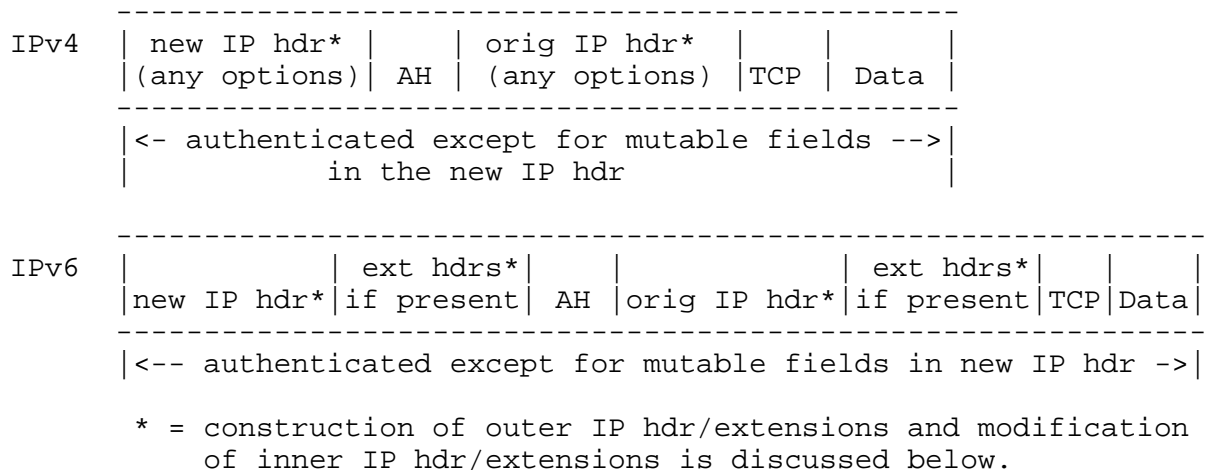 ------------------------------------------------
IPv4 | new IP hdr* | | orig IP hdr* | | |
|(any options)| AH | (any options) |TCP | Data |
------------------------------------------------
|<- authenticated except for mutable fields -->|
| in the new IP hdr |
--------------------------------------------------------------
IPv6 | | ext hdrs*| | | ext hdrs*| | |
|new IP hdr*|if present| AH |orig IP hdr*|if present|TCP|Data|
--------------------------------------------------------------
|<-- authenticated except for mutable fields in new IP hdr ->|
* = construction of outer IP hdr/extensions and modification
of inner IP hdr/extensions is discussed below.